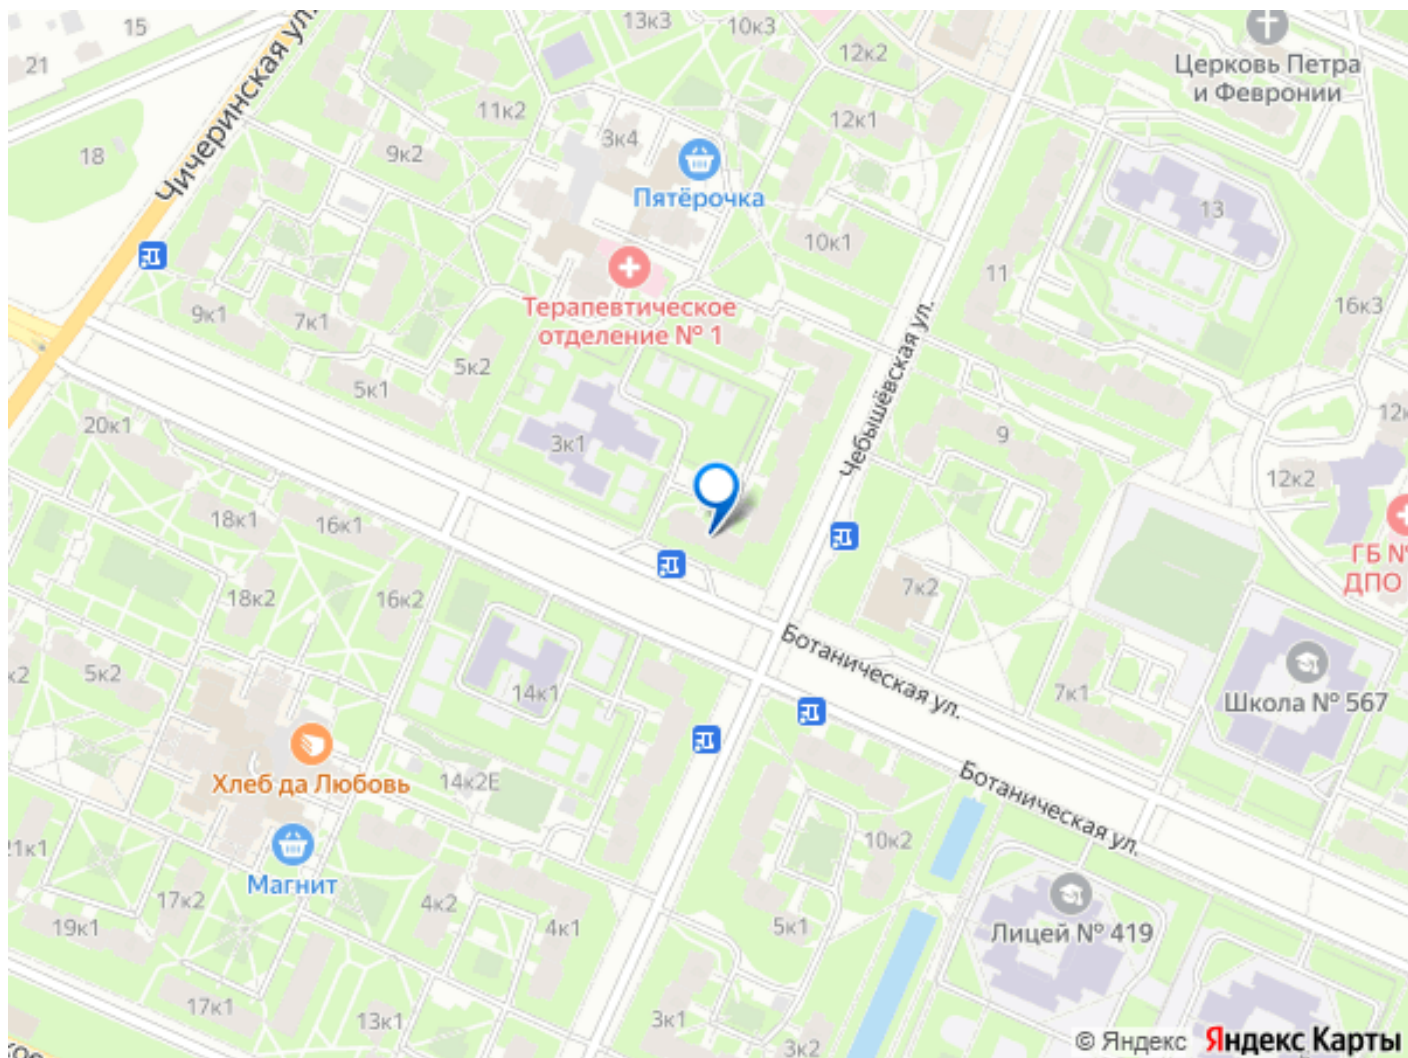 15
13к3
10к3
21
12к2
Церковь Петра
и Февронии
Чичеринская ул.
11к2
12к1
3к4
18
9к2
Пятёрочка
13
10к1
11
16к3
Терапевтическое
отделение № 1
9к1
7к1
5к2
5к1
Чебышёвская ул.
20к1
3к1
9
12к2
18к1
16к1
ГБ №
ДПО
18к2
16к2
7к2
Ботаническая ул.
5к2
14к1
7к1
Школа № 567
Хлеб да Любовь
14к2Е
Ботаническая ул.
10к2
Магнит
17к2
4к2
19к1
4к1
5к1
Лицей № 419
17к1
13к1
3к1
3к2
© Яндекс Яндекс Карты